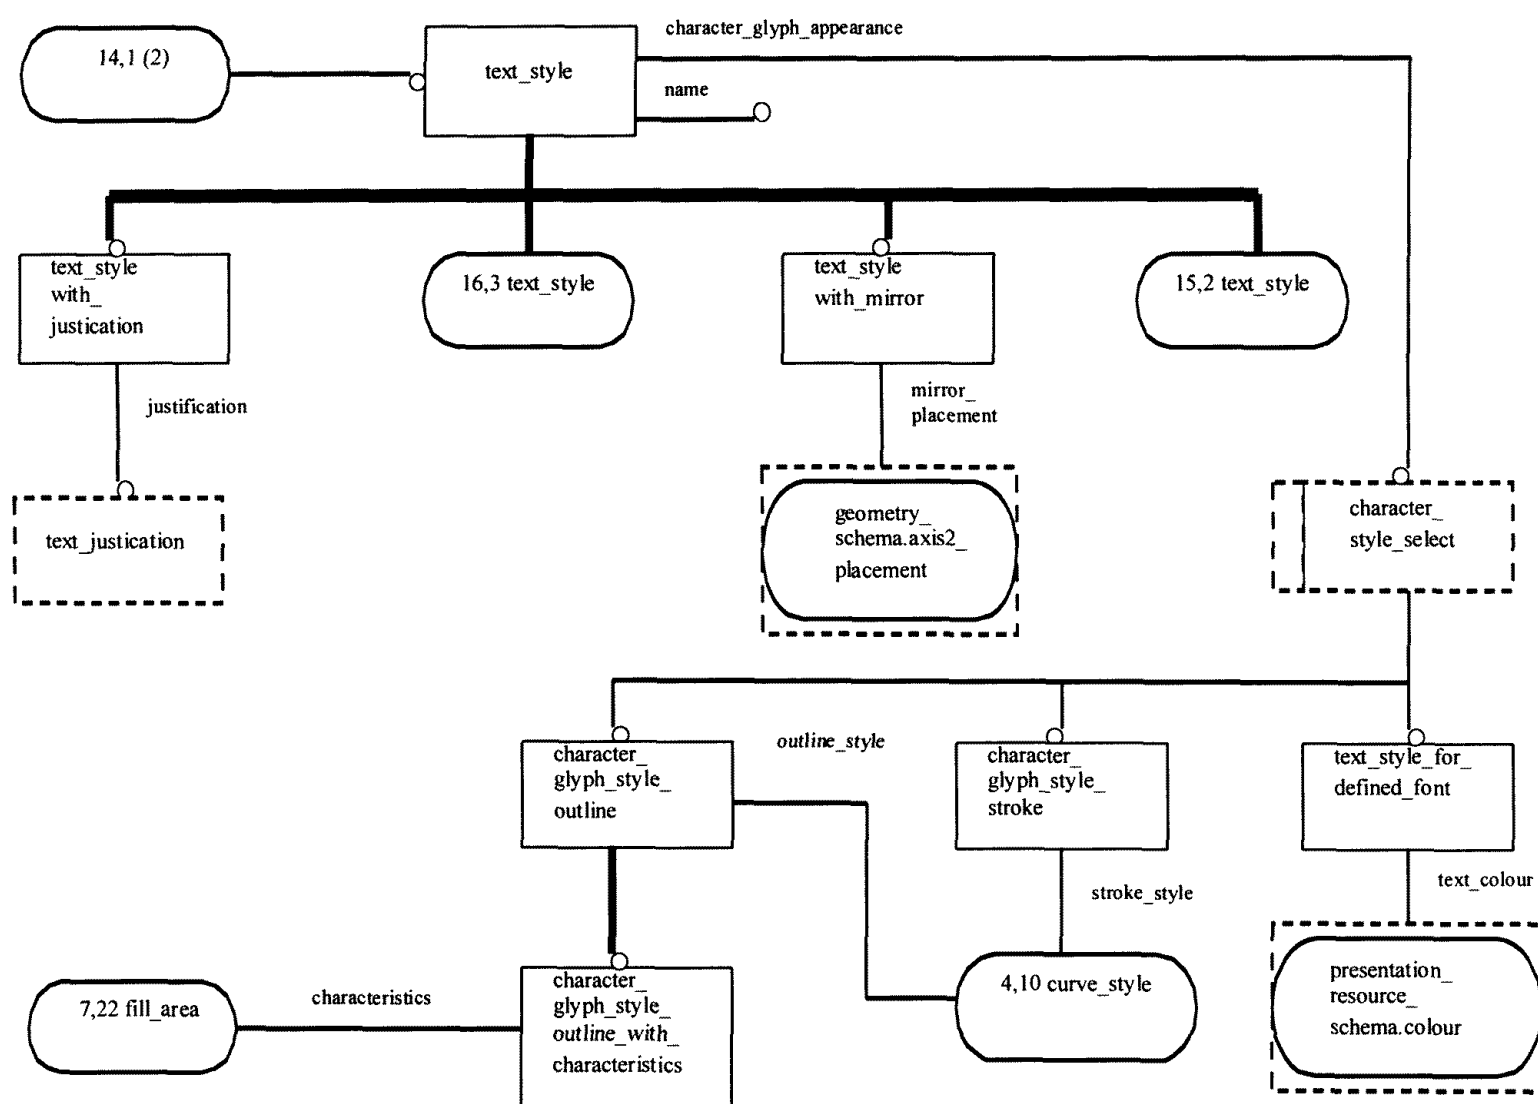 character_glyph_appearance
14,1 (2)
text_style
name
text_style
with_
justication
16,3 text_style
text_style
with_mirror
15,2 text_style
justification
mirror_
placement
text_justication
geometry_
schema.axis2_
placement
character_
style_select
character_
glyph_style_
outline
outline_style
character_
glyph_style_
stroke
text_style_for_
defined_font
stroke_style
text_colour
7,22 fill_area
characteristics
character_
glyph_style_
outline_with_
characteristics
4,10 curve_style
presentation_
resource_
schema.colour